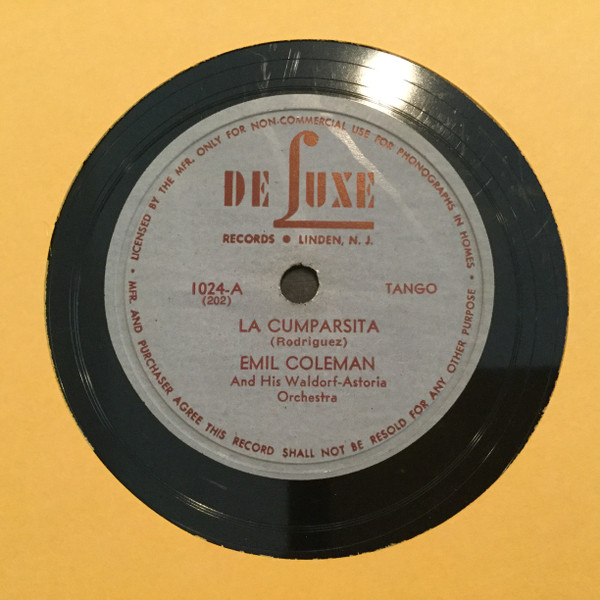 LICENSED BY THE MFR. ONLY FOR NON-COMMERCIAL USE FOR PHONOGRAPHS IN HOMES •
DE LUXE
RECORDS • LINDEN, N. J.
1024-A
(202)
TANGO
LA CUMPARSITA
(Rodriguez)
EMIL COLEMAN
And His Waldorf-Astoria
Orchestra
• MFR. AND PURCHASER AGREE THIS RECORD SHALL NOT BE RESOLD FOR ANY OTHER PURPOSE